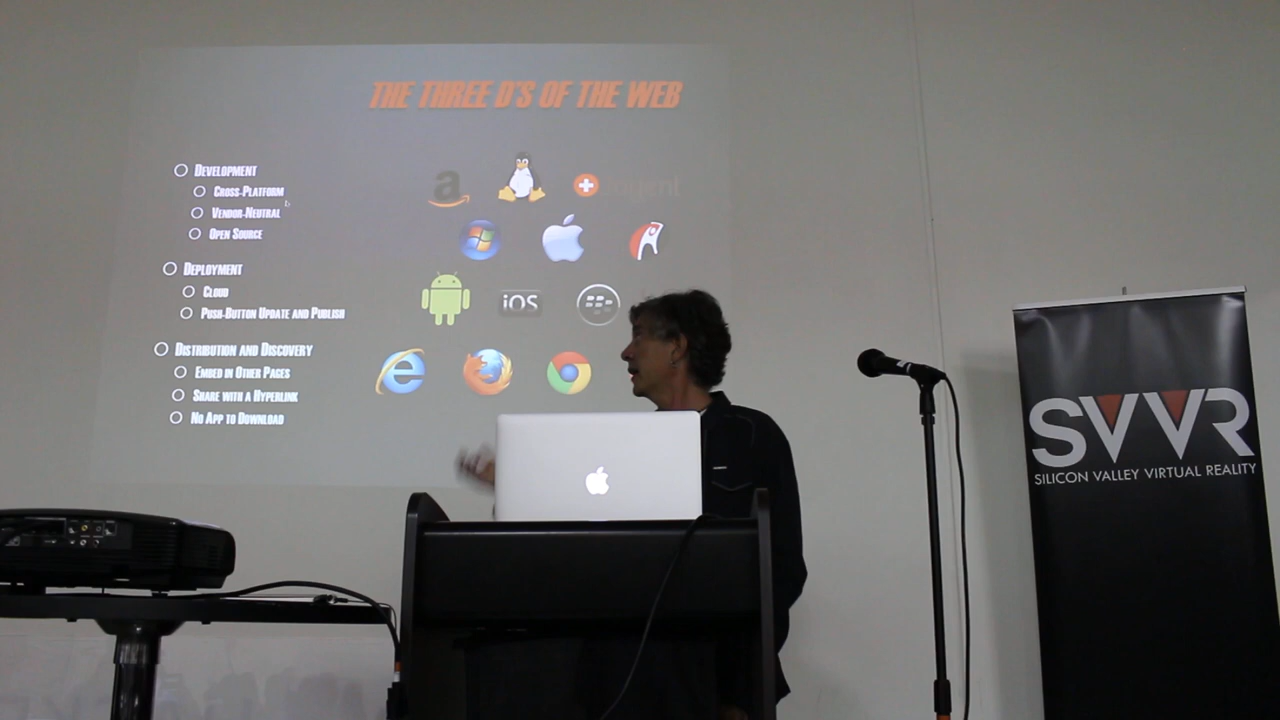 THE THREE D'S OF THE WEB
DEVELOPMENT
CROSS-PLATFORM
VENDOR-NEUTRAL
OPEN SOURCE
DEPLOYMENT
CLOUD
PUSH-BUTTON UPDATE AND PUBLISH
DISTRIBUTION AND DISCOVERY
EMBED IN OTHER PAGES
SHARE WITH A HYPERLINK
NO APP TO DOWNLOAD
a
iOS
SVVR
SILICON VALLEY VIRTUAL REALITY